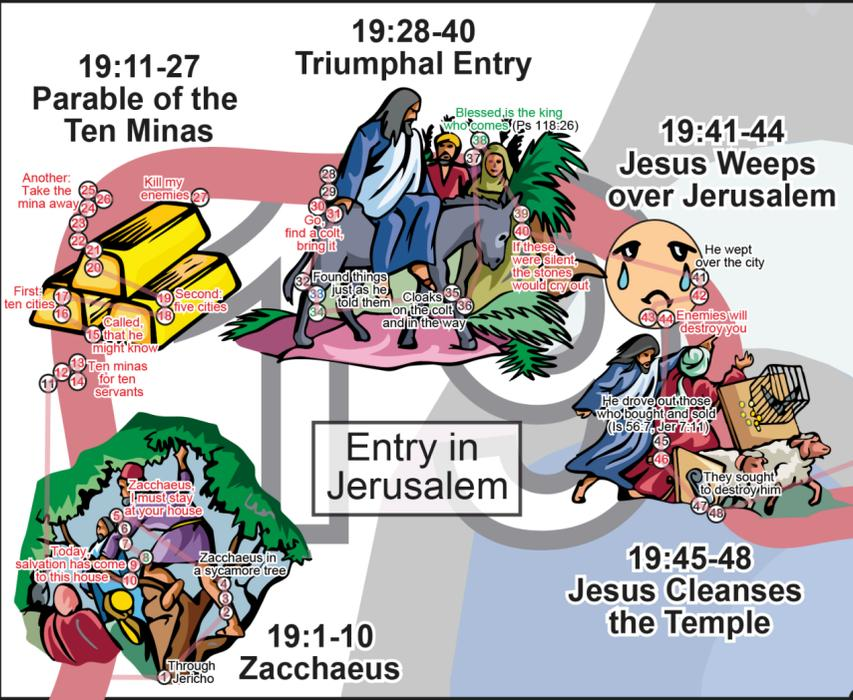 19:28-40
Triumphal Entry
19:11-27
Parable of the
Ten Minas
19:41-44
Jesus Weeps
over Jerusalem
Blessed is the king
who comes (Ps 118:26)
38
37
28
29
30
31
Go,
find a colt,
bring it
32
33
34
Found things
just as he
told them
35
36
Cloaks
on the colt
and in the way
39
40
If these
were silent,
the stones
would cry out
Another:
Take the
mina away
25
26
24
23
22
21
20
Kill my
enemies
27
First:
ten cities
17
16
19
18
Second:
five cities
15
Called,
that he
might know
13
12
14
11
Ten minas
for ten
servants
He wept
over the city
41
42
43
44
Enemies will
destroy you
He drove out those
who bought and sold
(Is 56:7, Jer 7:11)
45
46
They sought
to destroy him
47
48
Entry in
Jerusalem
19
Zacchaeus,
I must stay
at your house
5
6
7
8
Today,
salvation has come
to this house
9
10
Zacchaeus in
a sycamore tree
4
3
2
1
Through
Jericho
19:1-10
Zacchaeus
19:45-48
Jesus Cleanses
the Temple